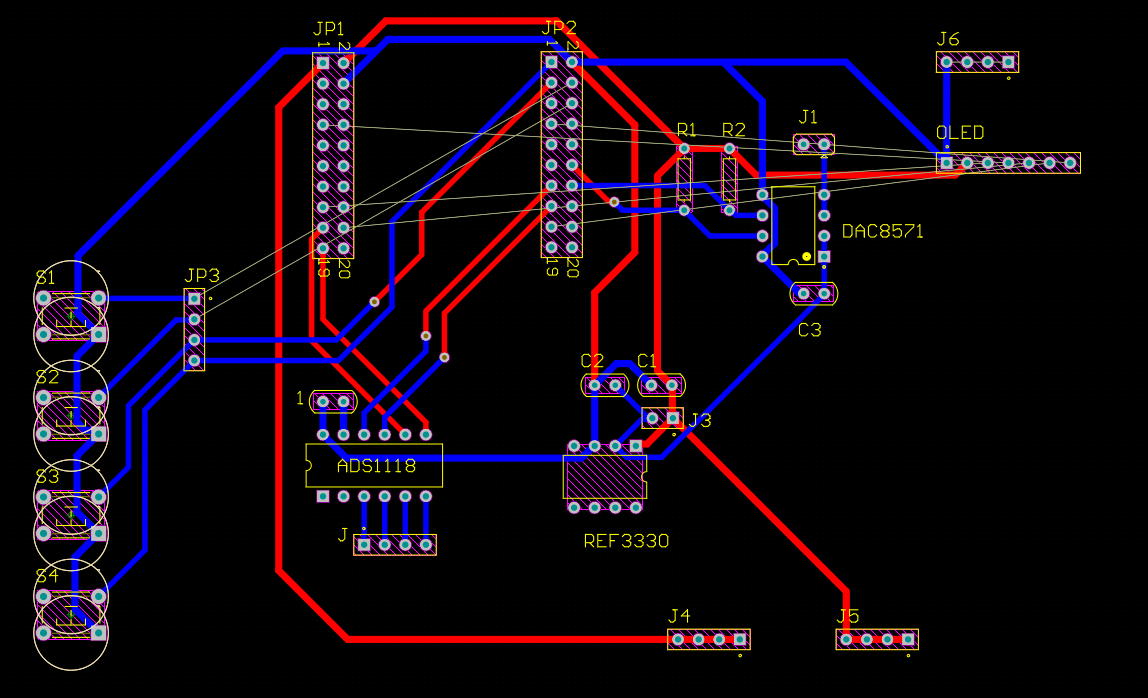 JP1
JP2
J6
1
2
1
2
J1
R1
R2
OLED
DAC8571
19
20
19
20
S1
JP3
C3
C2
C1
S2
1
J3
ADS1118
S3
J
REF3330
S4
J4
J5